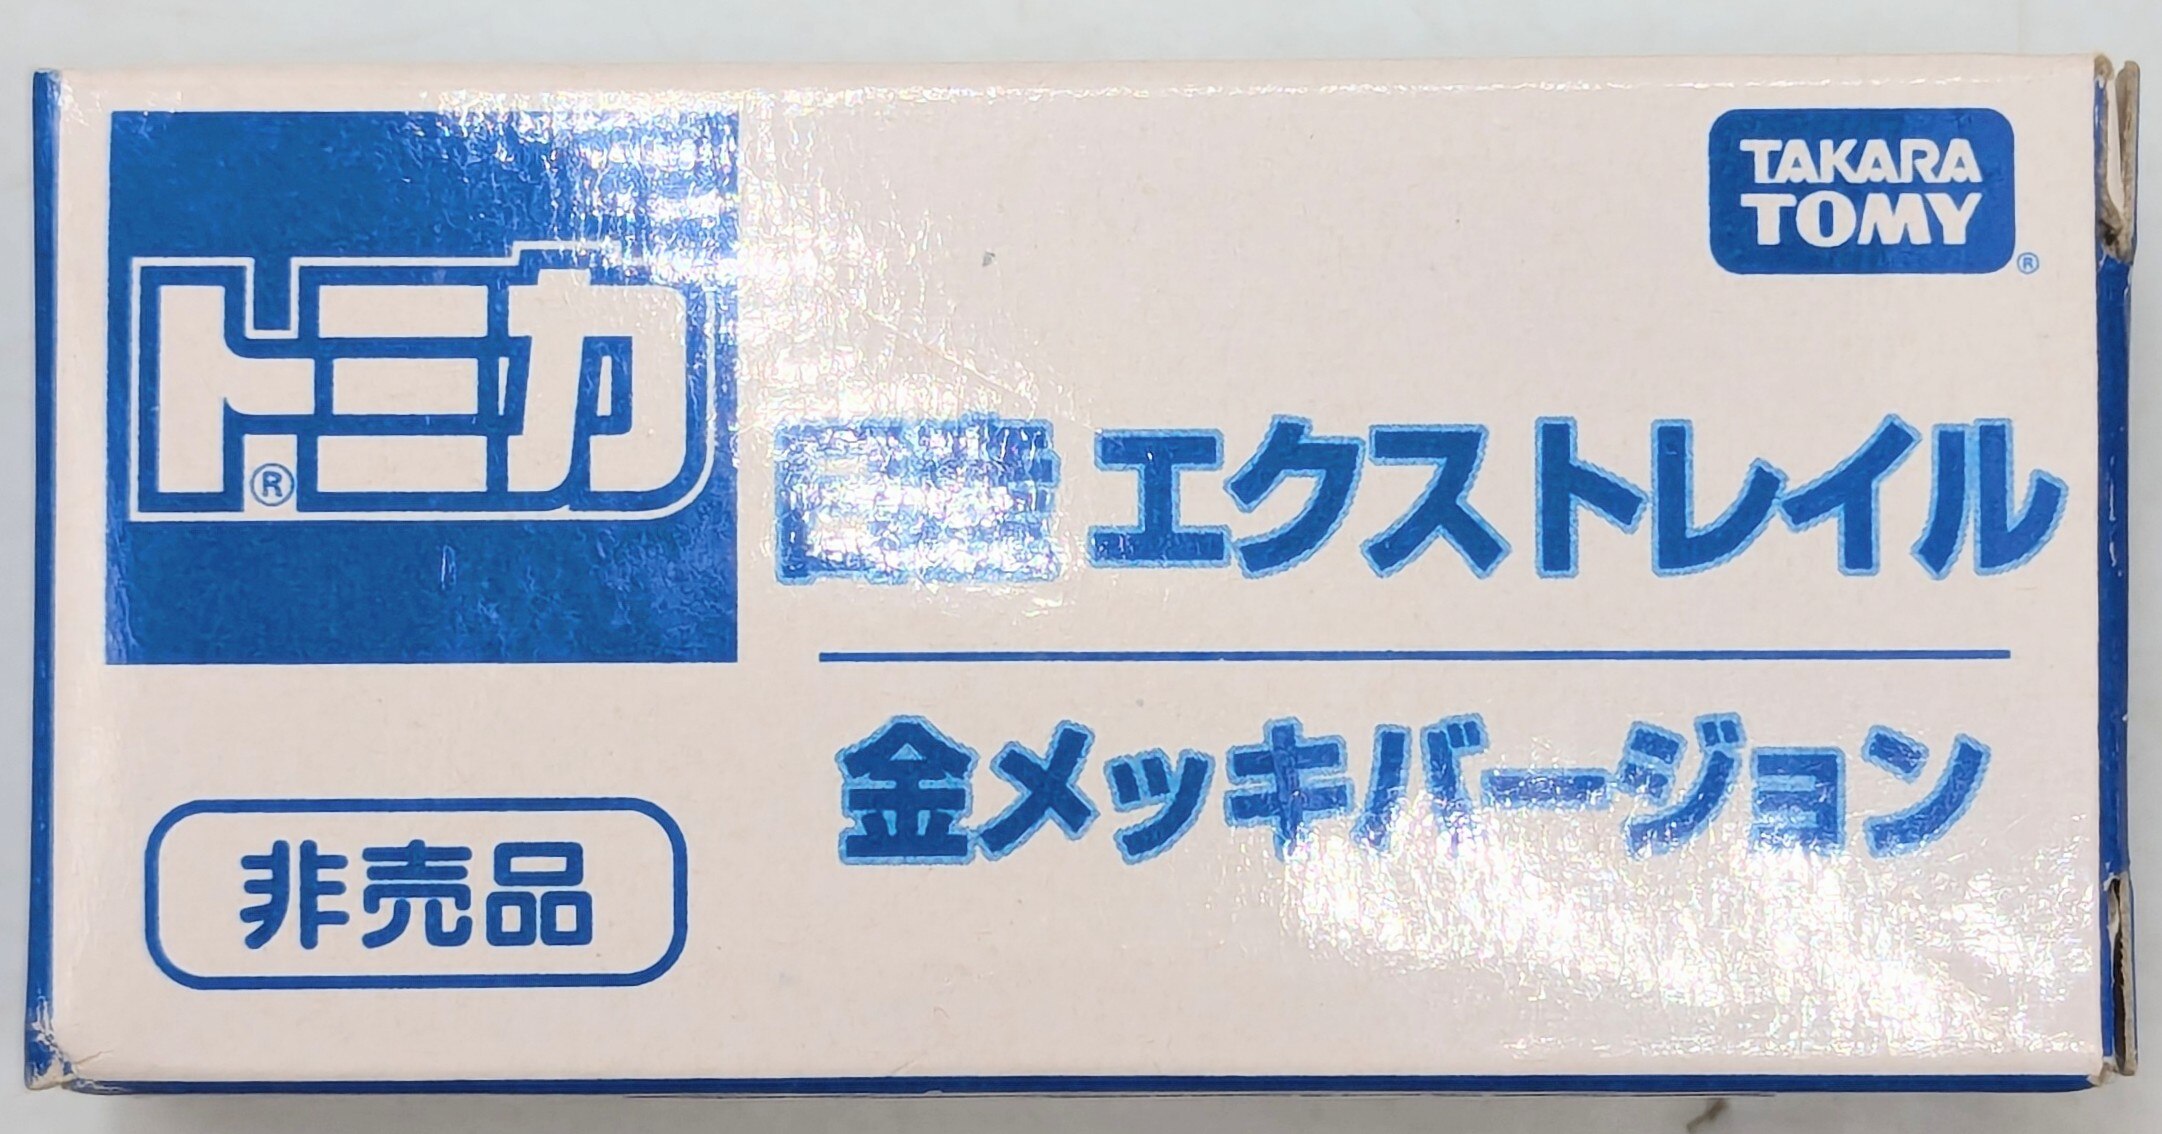 トミカ®
TAKARA
TOMY®
エクストレイル
金メッキバージョン
非売品